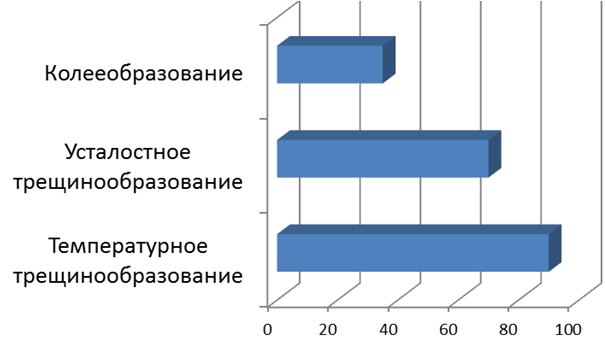 Колееобразование
Усталостное
трещинообразование
Температурное
трещинообразование
0 20 40 60 80 100